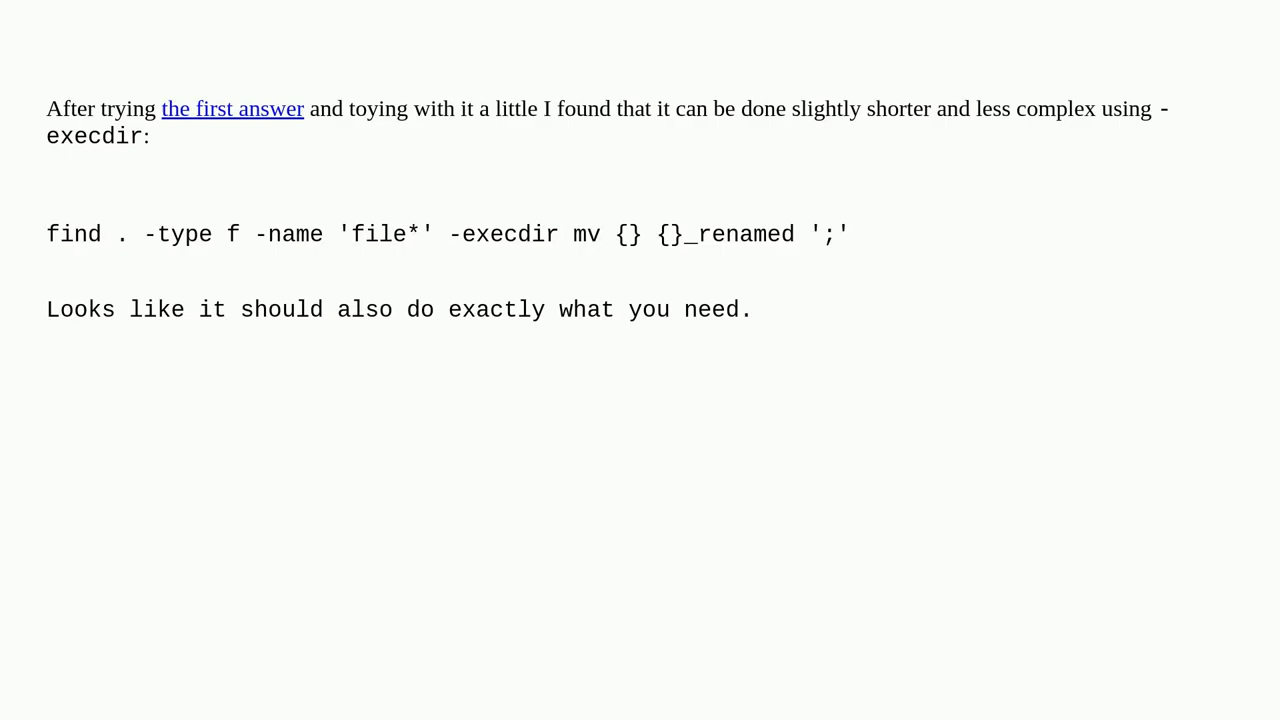 After trying the first answer and toying with it a little I found that it can be done slightly shorter and less complex using -
execdir:
find . -type f -name 'file*' -execdir mv {} {}_renamed ';'
Looks like it should also do exactly what you need.